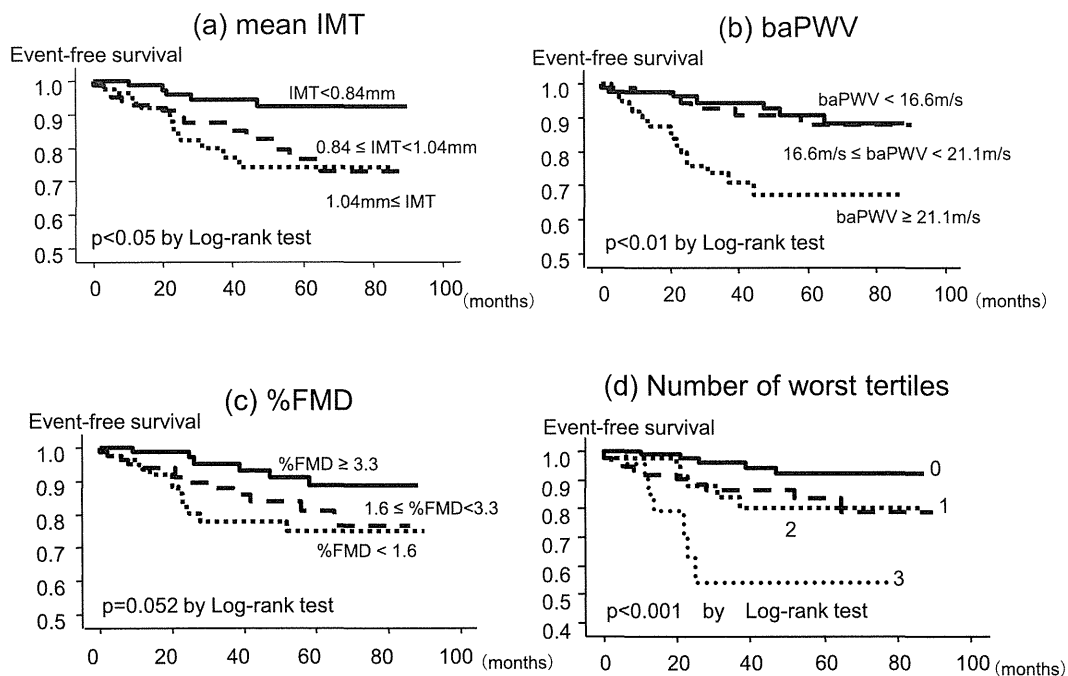 (a) mean IMT
Event-free survival
1.0
0.9
0.8
0.7
0.6
0.5
IMT<0.84mm
0.84 ≤ IMT<1.04mm
1.04mm≤ IMT
p<0.05 by Log-rank test
0 20 40 60 80 100 (months)
(b) baPWV
Event-free survival
1.0
0.9
0.8
0.7
0.6
0.5
baPWV < 16.6m/s
16.6m/s ≤ baPWV < 21.1m/s
baPWV ≥ 21.1m/s
p<0.01 by Log-rank test
0 20 40 60 80 100 (months)
(c) %FMD
Event-free survival
1.0
0.9
0.8
0.7
0.6
0.5
%FMD ≥ 3.3
1.6 ≤ %FMD<3.3
%FMD < 1.6
p=0.052 by Log-rank test
0 20 40 60 80 100 (months)
(d) Number of worst tertiles
Event-free survival
1.0
0.9
0.8
0.7
0.6
0.5
0.4
0
1
2
3
p<0.001 by Log-rank test
0 20 40 60 80 100 (months)